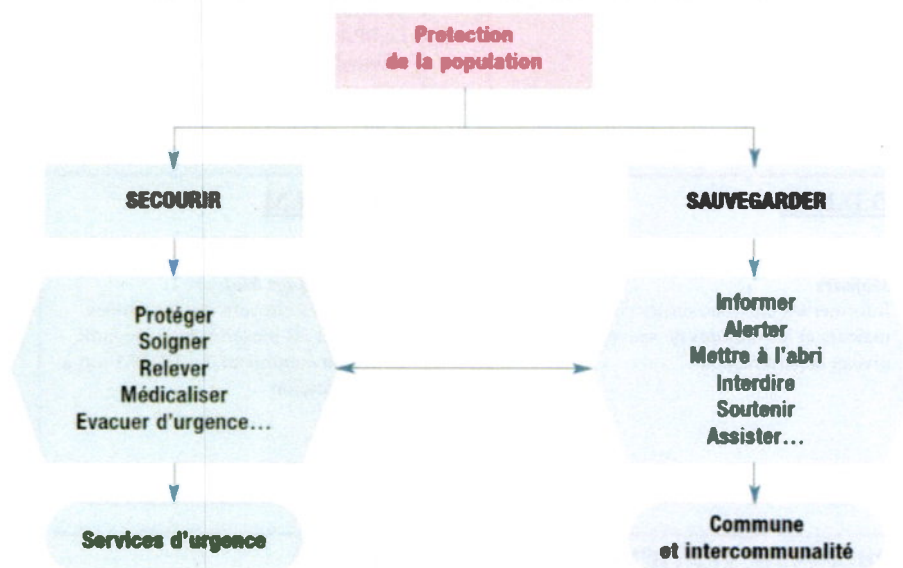 Protection
de la population
SECOURIR
SAUVEGARDER
Protéger
Soigner
Relever
Médicaliser
Evacuer d'urgence...
Informer
Alerter
Mettre à l'abri
Interdire
Soutenir
Assister...
Services d'urgence
Commune
et intercommunalité